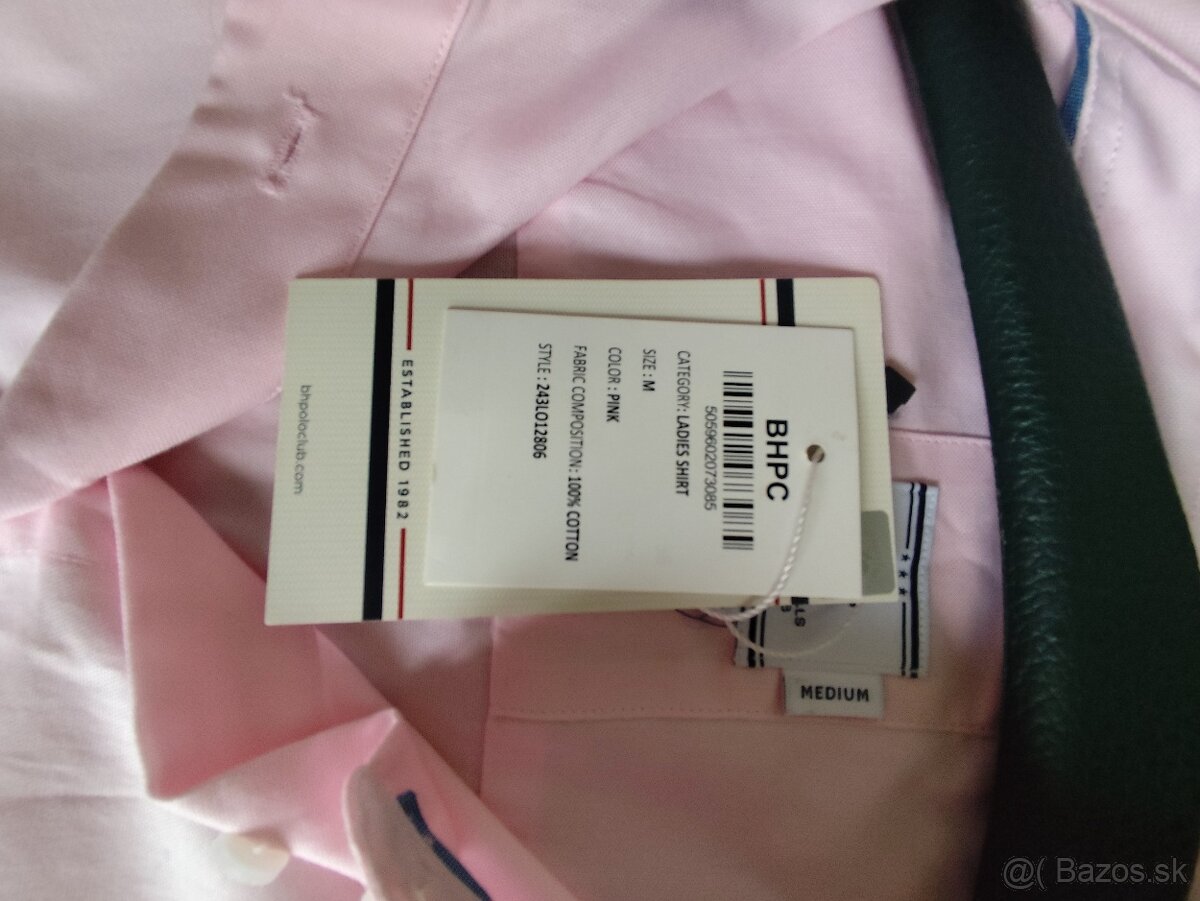 BHPC
5059602073085
CATEGORY: LADIES SHIRT
SIZE : M
COLOR : PINK
FABRIC COMPOSITION: 100% COTTON
STYLE : 243LO12806
ESTABLISHED 1982
bhpoloclub.com
MEDIUM
@( Bazos.sk